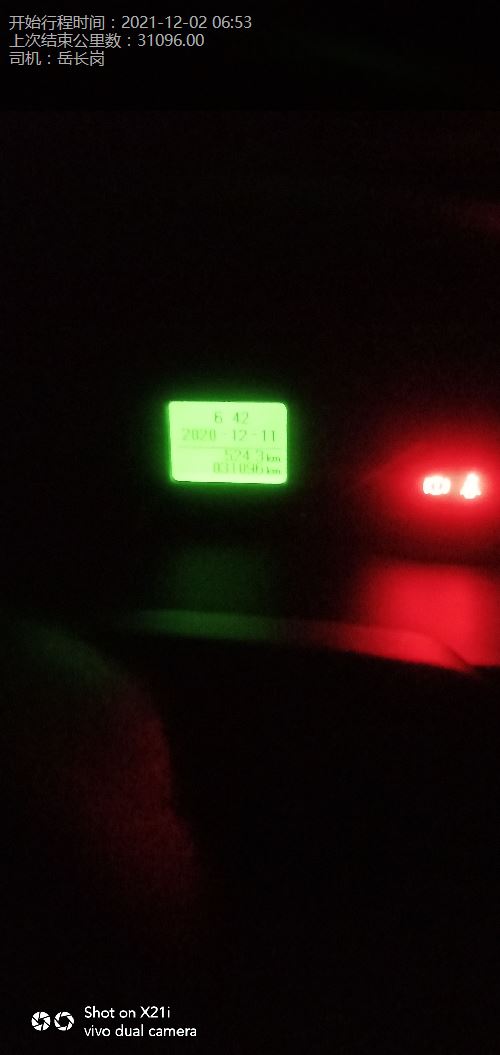 开始行程时间：2021-12-02 06:53
上次结束公里数：31096.00
司机：岳长岗
6 42
2020-12-11
524.3km
031096km
Shot on X21i
vivo dual camera